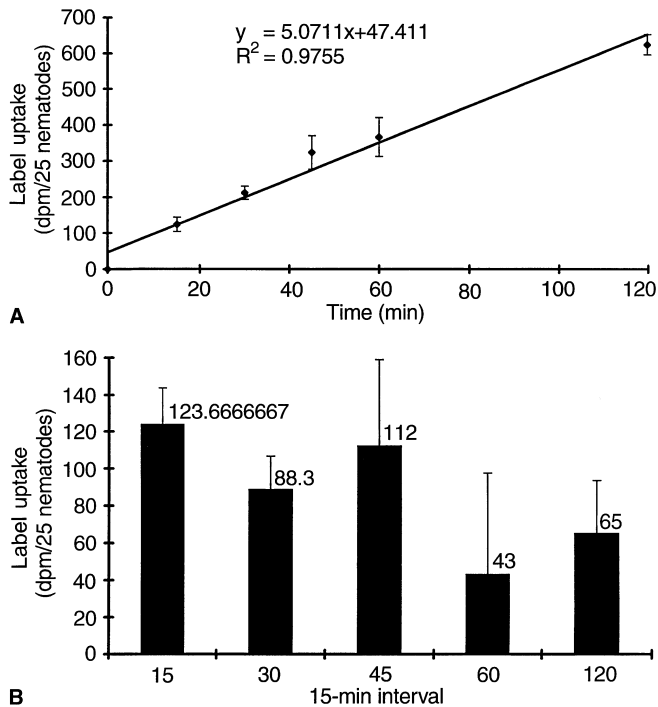 700
600
500
400
300
200
100
0
Label uptake
(dpm/25 nematodes)
y = 5.0711x+47.411
R2 = 0.9755
0 20 40 60 80 100 120
Time (min)
A
160
140
120
100
80
60
40
20
0
Label uptake
(dpm/25 nematodes)
123.6666667
88.3
112
43
65
15 30 45 60 120
15-min interval
B